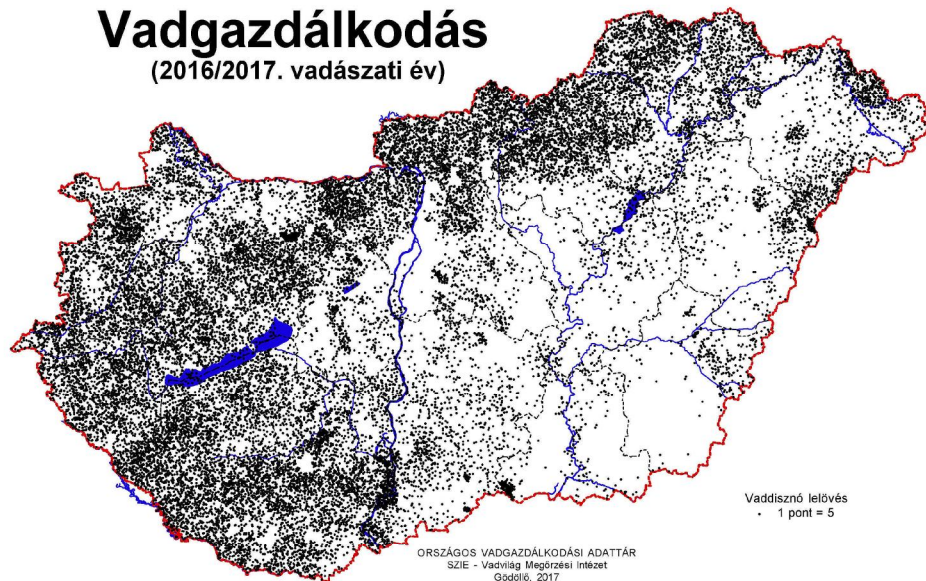 Vadgazdálkodás
(2016/2017. vadászati év)
Vaddisznó lelövés
1 pont = 5
ORSZÁGOS VADGAZDÁLKODÁSI ADATTÁR
SZIE - Vadvilág Megőrzési Intézet
Gödöllő, 2017